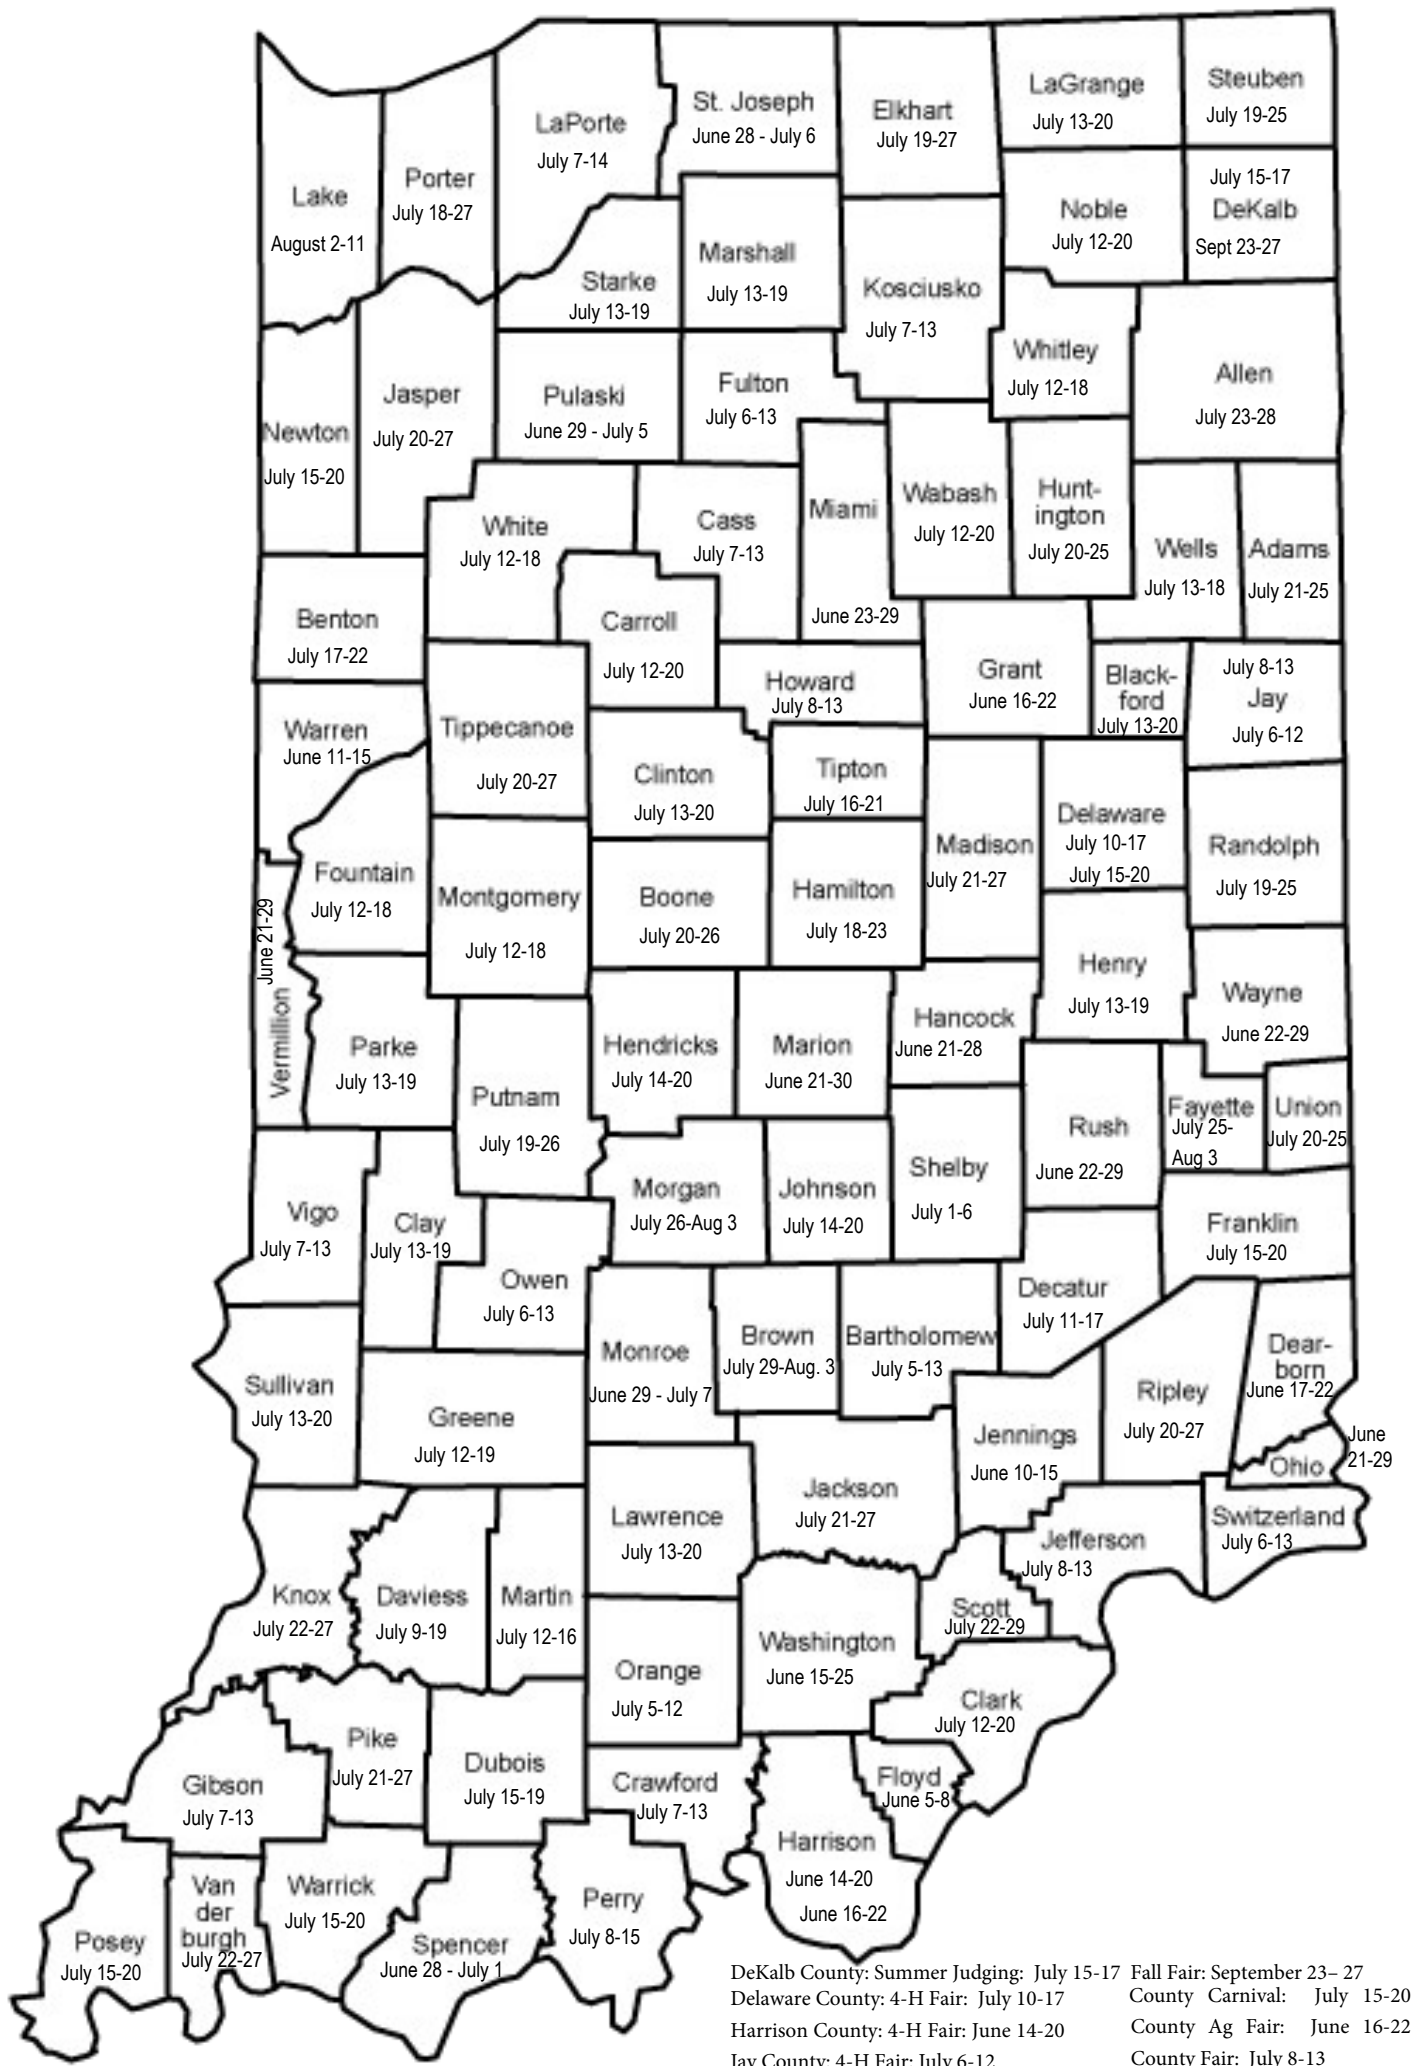 LaPorte
July 7-14
St. Joseph
June 28 - July 6
Elkhart
July 19-27
LaGrange
July 13-20
Steuben
July 19-25
Lake
August 2-11
Porter
July 18-27
Starke
July 13-19
Marshall
July 13-19
Kosciusko
July 7-13
Noble
July 12-20
July 15-17
DeKalb
Sept 23-27
Newton
July 15-20
Jasper
July 20-27
Pulaski
June 29 - July 5
Fulton
July 6-13
Whitley
July 12-18
Allen
July 23-28
White
July 12-18
Cass
July 7-13
Miami
June 23-29
Wabash
July 12-20
Hunt-
ington
July 20-25
Wells
July 13-18
Adams
July 21-25
Benton
July 17-22
Carroll
July 12-20
Howard
July 8-13
Grant
June 16-22
Black-
ford
July 13-20
July 8-13
Jay
July 6-12
Warren
June 11-15
Tippecanoe
July 20-27
Clinton
July 13-20
Tipton
July 16-21
Madison
July 21-27
Delaware
July 10-17
July 15-20
Randolph
July 19-25
Fountain
July 12-18
Montgomery
July 12-18
Boone
July 20-26
Hamilton
July 18-23
Vermillion
June 21-29
Parke
July 13-19
Putnam
July 19-26
Hendricks
July 14-20
Marion
June 21-30
Hancock
June 21-28
Henry
July 13-19
Wayne
June 22-29
Rush
June 22-29
Fayette
July 25-
Aug 3
Union
July 20-25
Vigo
July 7-13
Clay
July 13-19
Owen
July 6-13
Morgan
July 26-Aug 3
Johnson
July 14-20
Shelby
July 1-6
Franklin
July 15-20
Decatur
July 11-17
Sullivan
July 13-20
Greene
July 12-19
Monroe
June 29 - July 7
Brown
July 29-Aug. 3
Bartholomew
July 5-13
Jennings
June 10-15
Ripley
July 20-27
Dear-
born
June 17-22
Ohio
June
21-29
Lawrence
July 13-20
Jackson
July 21-27
Jefferson
July 8-13
Switzerland
July 6-13
Knox
July 22-27
Daviess
July 9-19
Martin
July 12-16
Orange
July 5-12
Washington
June 15-25
Scott
July 22-29
Clark
July 12-20
Gibson
July 7-13
Pike
July 21-27
Dubois
July 15-19
Crawford
July 7-13
Floyd
June 5-8
Harrison
June 14-20
June 16-22
Posey
July 15-20
Van
der
burgh
July 22-27
Warrick
July 15-20
Spencer
June 28 - July 1
Perry
July 8-15
DeKalb County: Summer Judging: July 15-17 Fall Fair: September 23– 27
Delaware County: 4-H Fair: July 10-17 County Carnival: July 15-20
Harrison County: 4-H Fair: June 14-20 County Ag Fair: June 16-22
Jay County: 4-H Fair: July 6-12 County Fair: July 8-13